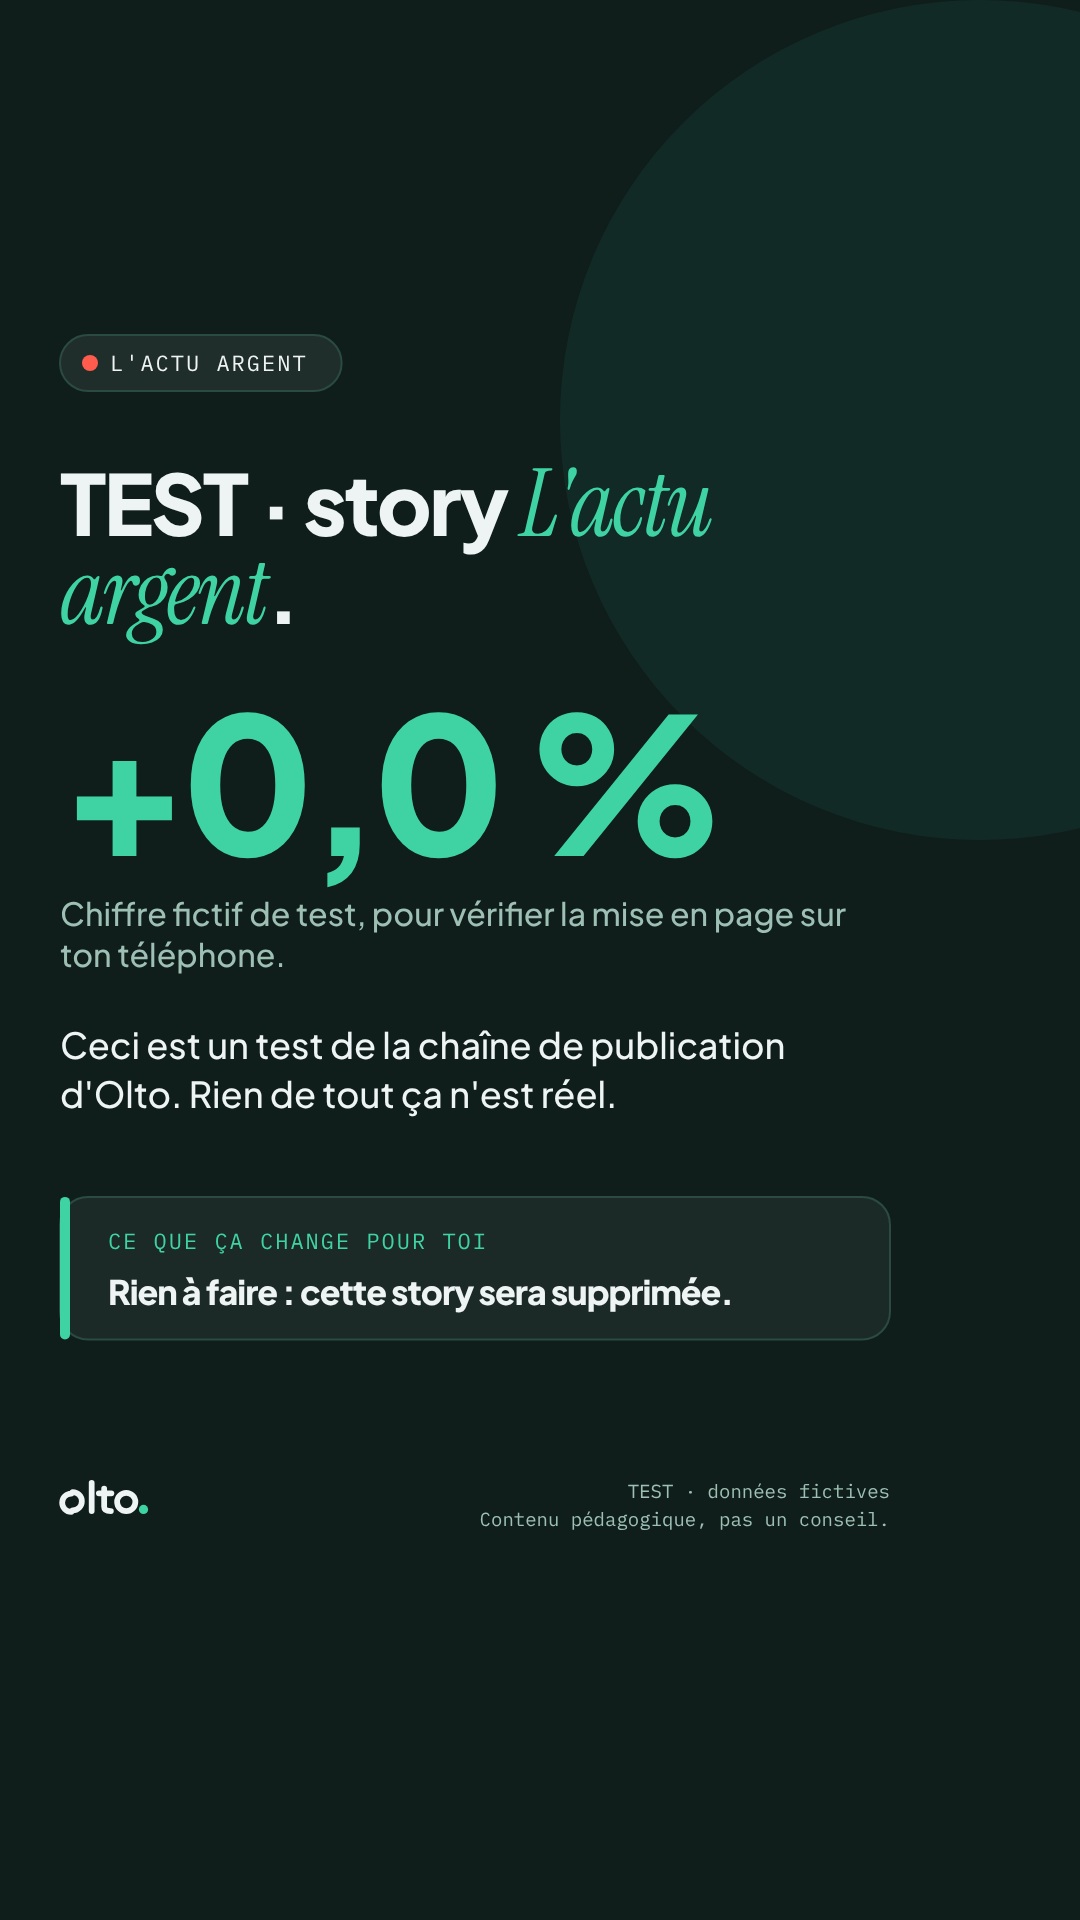 L'ACTU ARGENT
TEST · story L'actu
argent.
+0,0 %
Chiffre fictif de test, pour vérifier la mise en page sur
ton téléphone.
Ceci est un test de la chaîne de publication
d'Olto. Rien de tout ça n'est réel.
CE QUE ÇA CHANGE POUR TOI
Rien à faire : cette story sera supprimée.
olto.
TEST · données fictives
Contenu pédagogique, pas un conseil.